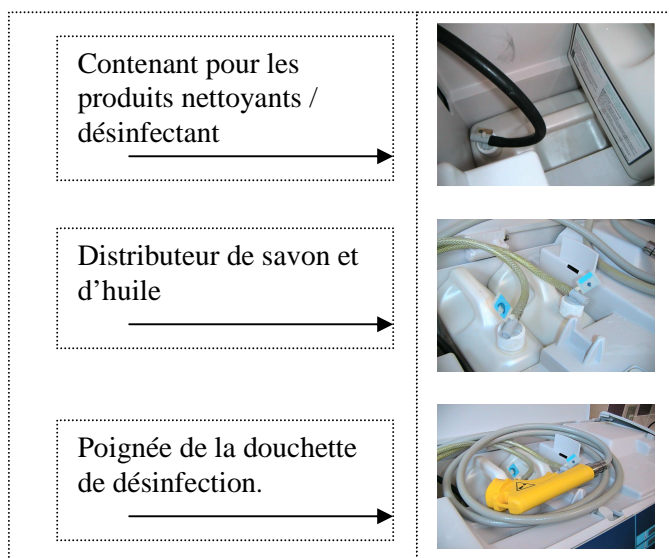 Contenant pour les
produits nettoyants /
désinfectant
Distributeur de savon et
d’huile
Poignée de la douchette
de désinfection.